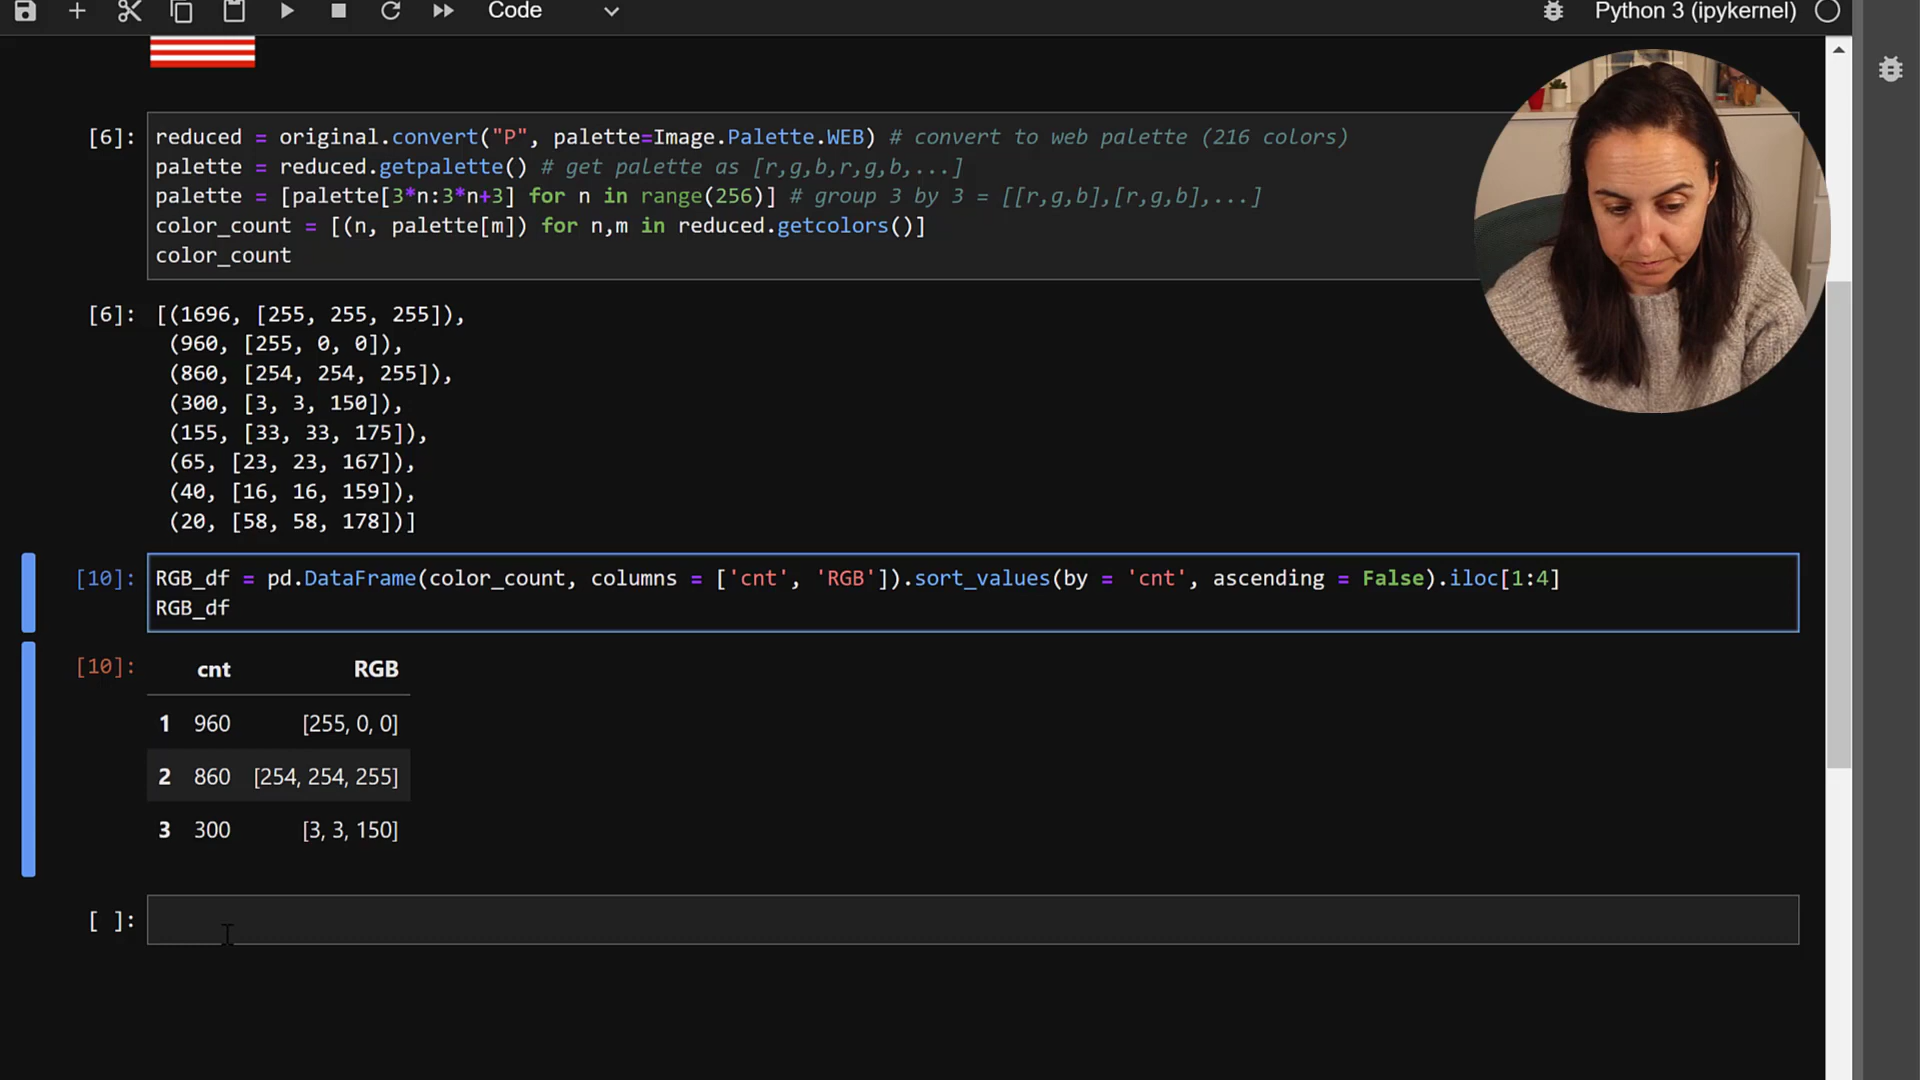 Code
Python 3 (ipykernel)
[6]: reduced = original.convert("P", palette=Image.Palette.WEB) # convert to web palette (216 colors)
palette = reduced.getpalette() # get palette as [r,g,b,r,g,b,...]
palette = [palette[3*n:3*n+3] for n in range(256)] # group 3 by 3 = [[r,g,b],[r,g,b],...]
color_count = [(n, palette[m]) for n,m in reduced.getcolors()]
color_count
[6]: [(1696, [255, 255, 255]),
(960, [255, 0, 0]),
(860, [254, 254, 255]),
(300, [3, 3, 150]),
(155, [33, 33, 175]),
(65, [23, 23, 167]),
(40, [16, 16, 159]),
(20, [58, 58, 178])]
[10]: RGB_df = pd.DataFrame(color_count, columns = ['cnt', 'RGB']).sort_values(by = 'cnt', ascending = False).iloc[1:4]
RGB_df
[10]: cnt RGB
1 960 [255, 0, 0]
2 860 [254, 254, 255]
3 300 [3, 3, 150]
[ ]: